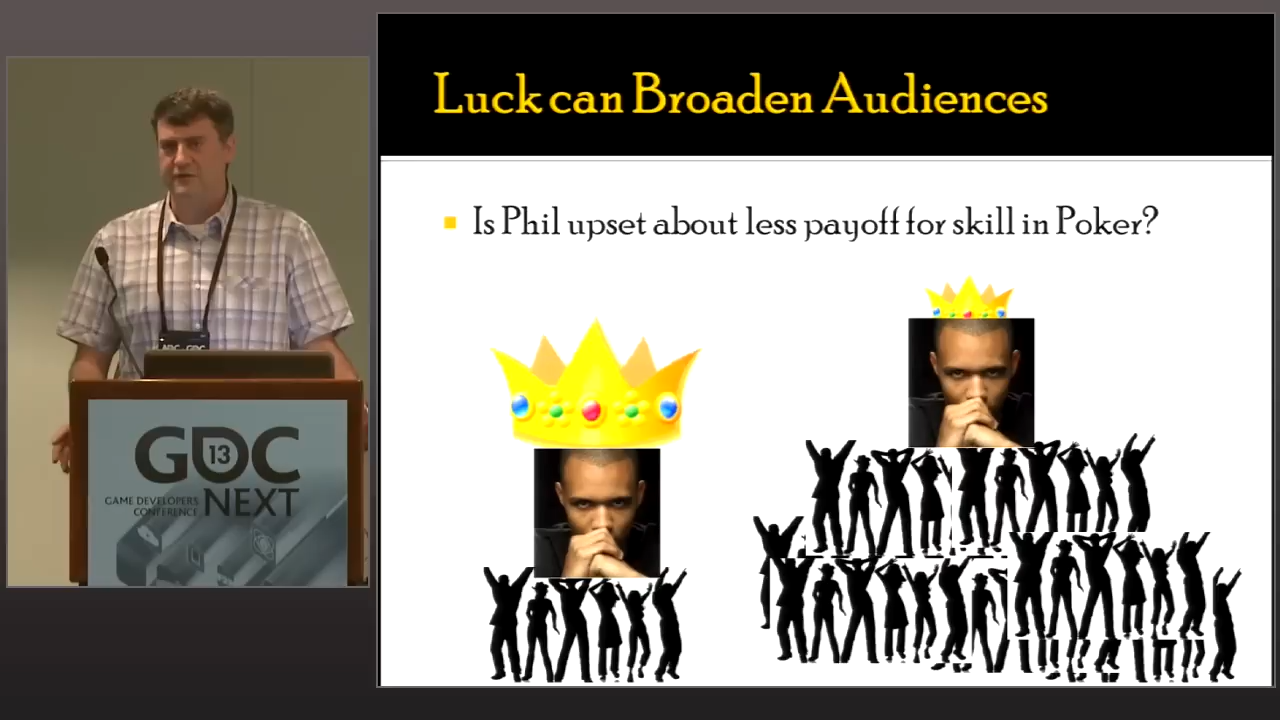 Luck can Broaden Audiences
Is Phil upset about less payoff for skill in Poker?
GDC
13
GAME DEVELOPERS
CONFERENCE
NEXT